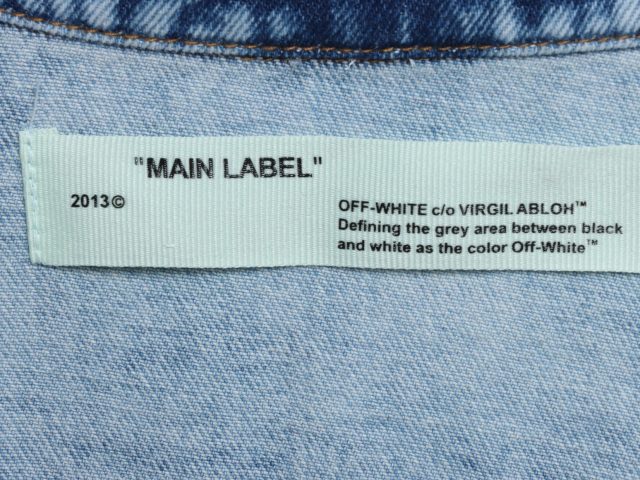 "MAIN LABEL"
2013©
OFF-WHITE c/o VIRGIL ABLOH™
Defining the grey area between black
and white as the color Off-White™